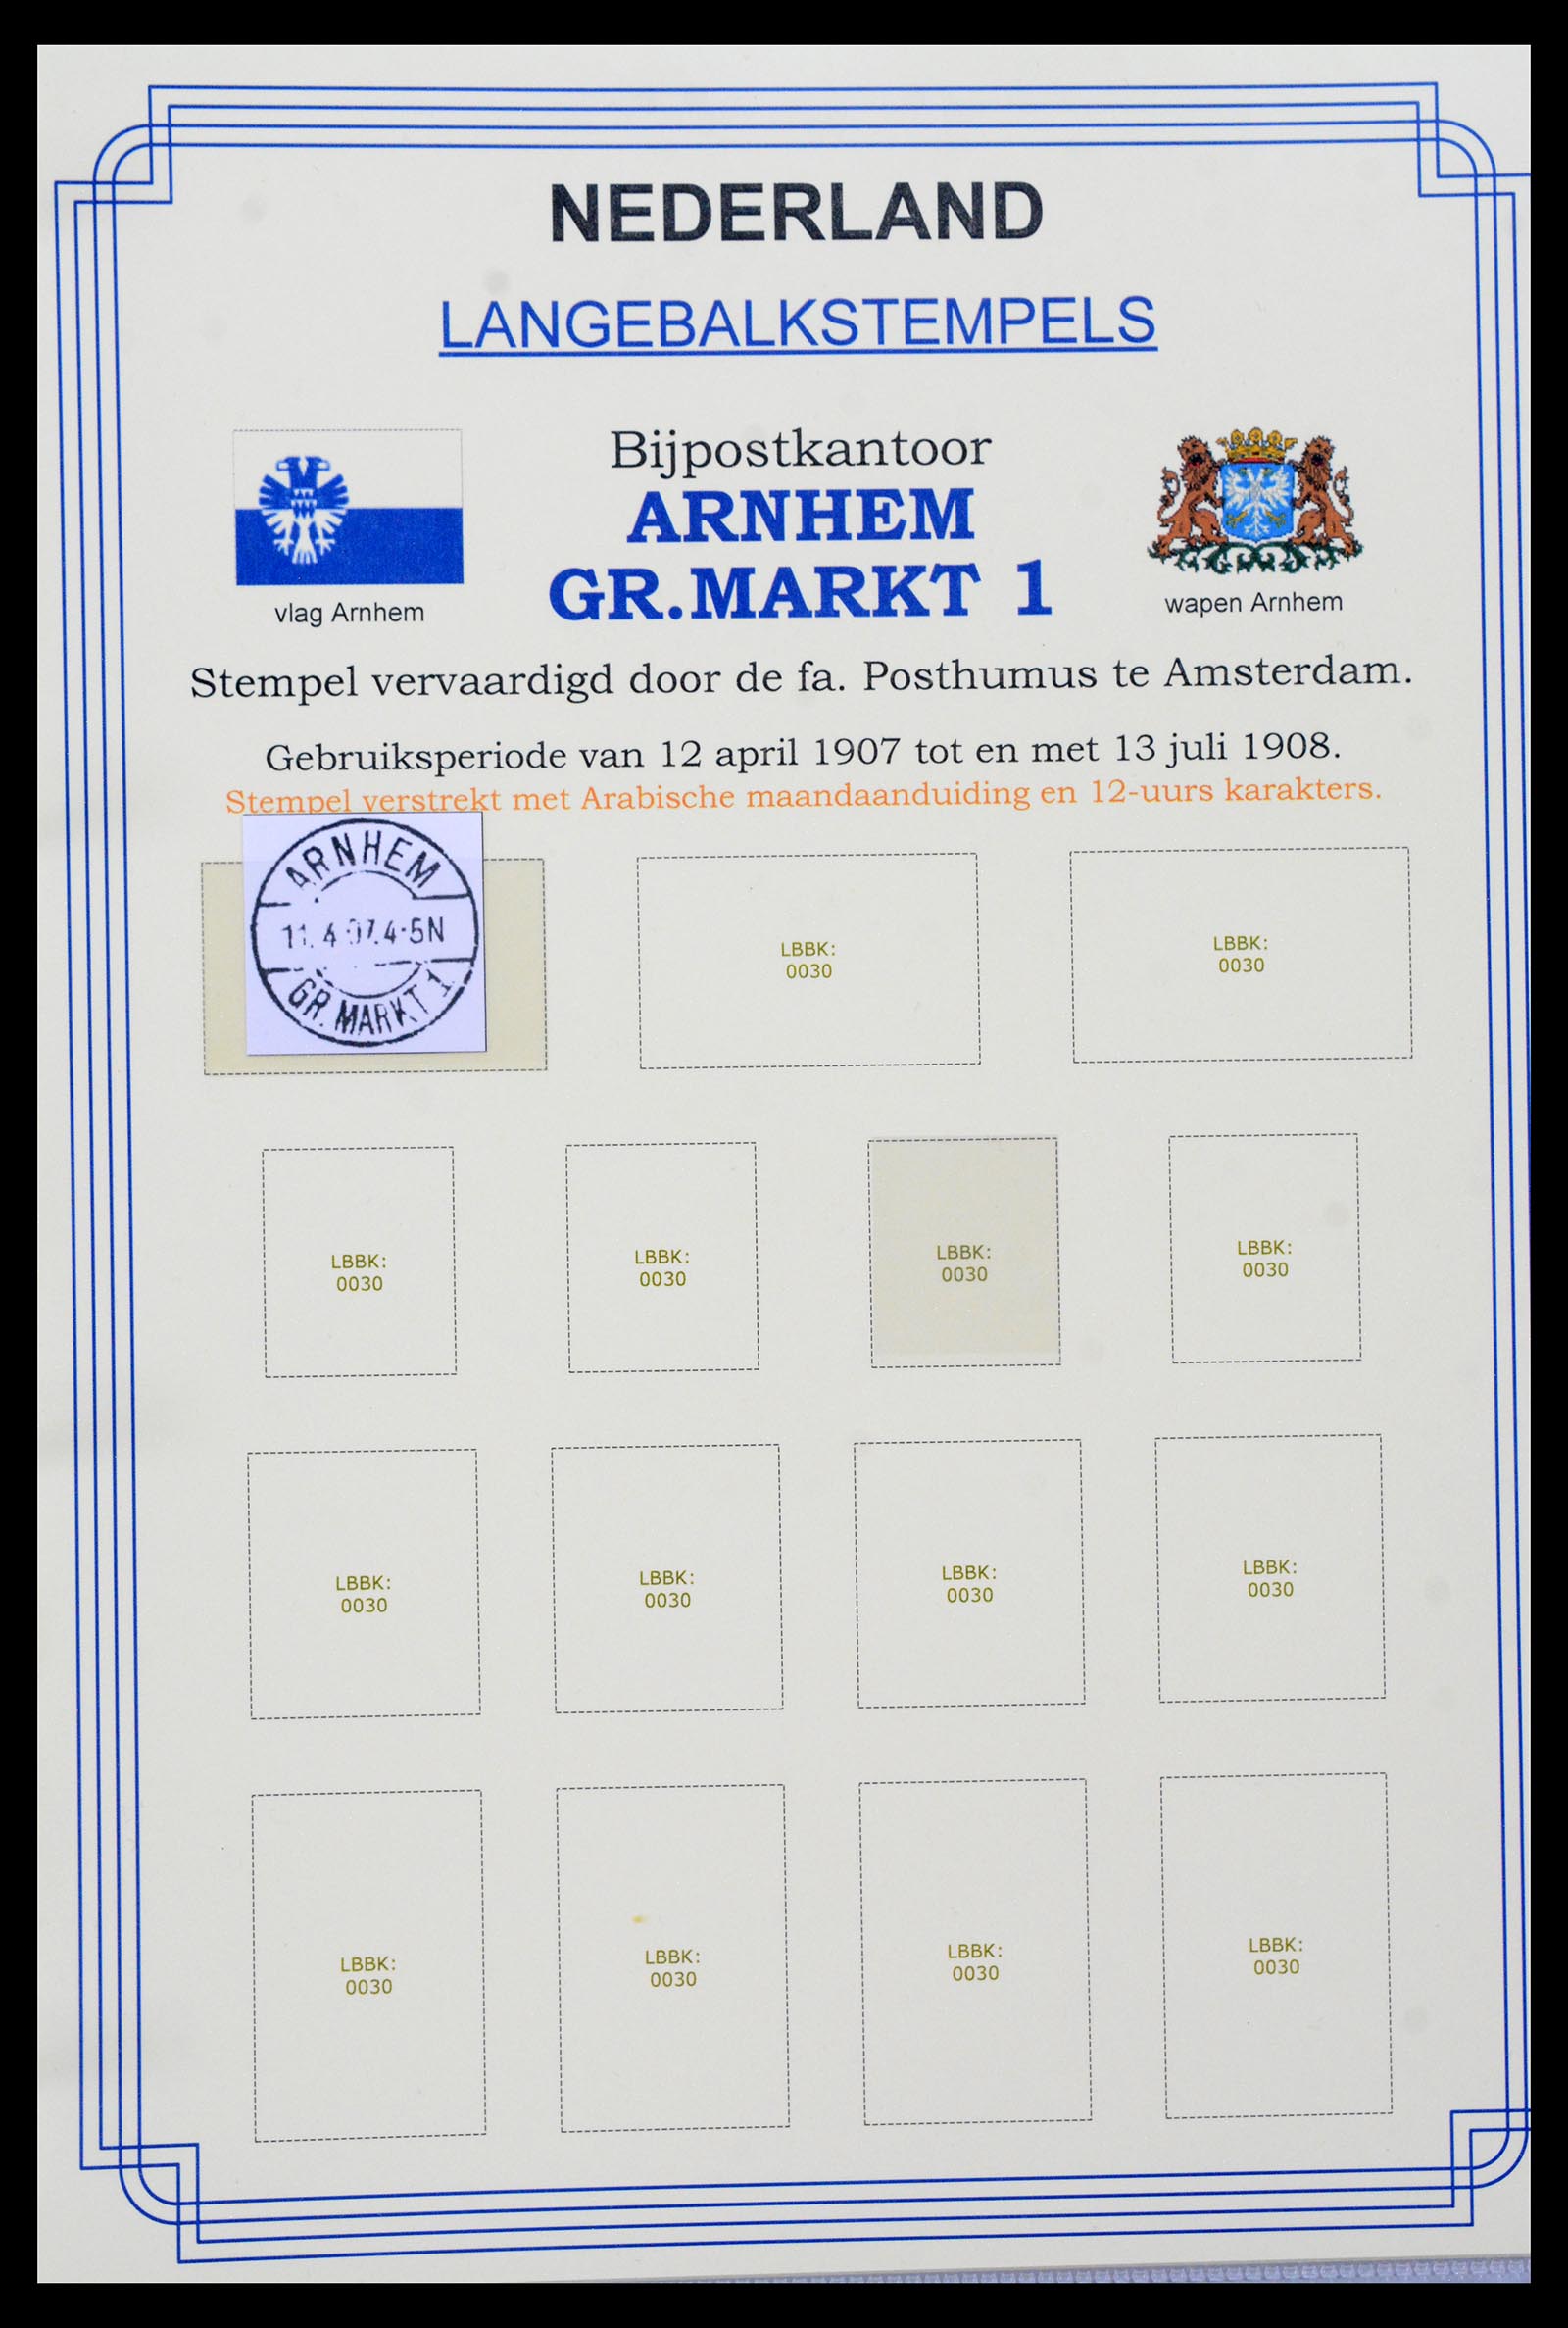 NEDERLAND
LANGEBALKSTEMPELS
Bijpostkantoor
ARNHEM
GR.MARKT 1
vlag Arnhem
wapen Arnhem
Stempel vervaardigd door de fa. Posthumus te Amsterdam.
Gebruiksperiode van 12 april 1907 tot en met 13 juli 1908.
Stempel verstrekt met Arabische maandaanduiding en 12-uurs karakters.
ARNHEM
11.4 07.4-5N
GR. MARKT 1
LBBK:
0030
LBBK:
0030
LBBK:
0030
LBBK:
0030
LBBK:
0030
LBBK:
0030
LBBK:
0030
LBBK:
0030
LBBK:
0030
LBBK:
0030
LBBK:
0030
LBBK:
0030
LBBK:
0030
LBBK:
0030